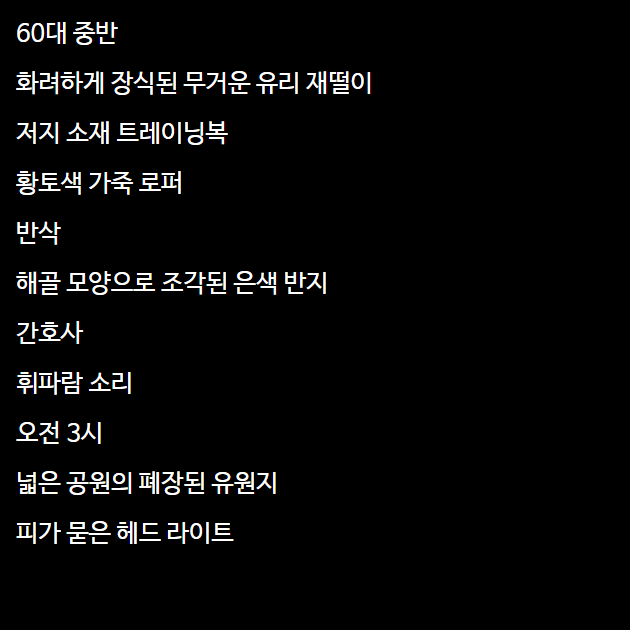 60대 중반
화려하게 장식된 무거운 유리 재떨이
저지 소재 트레이닝복
황토색 가죽 로퍼
반삭
해골 모양으로 조각된 은색 반지
간호사
휘파람 소리
오전 3시
넓은 공원의 폐장된 유원지
피가 묻은 헤드 라이트